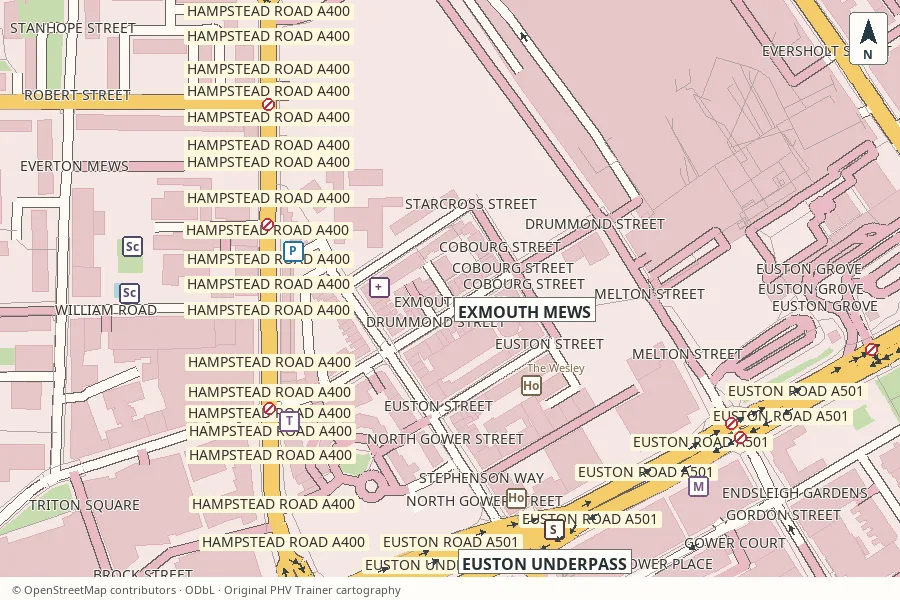 HAMPSTEAD ROAD A400
STANHOPE STREET
HAMPSTEAD ROAD A400
EVERSHOLT
N
HAMPSTEAD ROAD A400
HAMPSTEAD ROAD A400
ROBERT STREET
HAMPSTEAD ROAD A400
HAMPSTEAD ROAD A400
HAMPSTEAD ROAD A400
EVERTON MEWS
HAMPSTEAD ROAD A400
STARCROSS STREET
DRUMMOND STREET
HAMPSTEAD ROAD A400
Sc
COBOURG STREET
P
HAMPSTEAD ROAD A400
COBOURG STREET
EUSTON GROVE
HAMPSTEAD ROAD A400
COBOURG STREET
EUSTON GROVE
+
Sc
MELTON STREET
EUSTON GROVE
EXMOUTH MEWS
WILLIAM ROAD
HAMPSTEAD ROAD A400
DRUMMOND STREET
EUSTON STREET
MELTON STREET
HAMPSTEAD ROAD A400
The Wesley
Ho
HAMPSTEAD ROAD A400
EUSTON ROAD A501
EUSTON STREET
HAMPSTEAD ROAD A400
EUSTON ROAD A501
T
HAMPSTEAD ROAD A400
NORTH GOWER STREET
EUSTON ROAD A501
HAMPSTEAD ROAD A400
EUSTON ROAD A501
STEPHENSON WAY
M
ENDSLEIGH GARDENS
NORTH GOWER STREET
Ho
HAMPSTEAD ROAD A400
TRITON SQUARE
GORDON STREET
EUSTON ROAD A501
S
HAMPSTEAD ROAD A400
EUSTON ROAD A501
GOWER COURT
EUSTON UNDERPASS
PLACE
BROCK STREET
© OpenStreetMap contributors · ODbL · Original PHV Trainer cartography